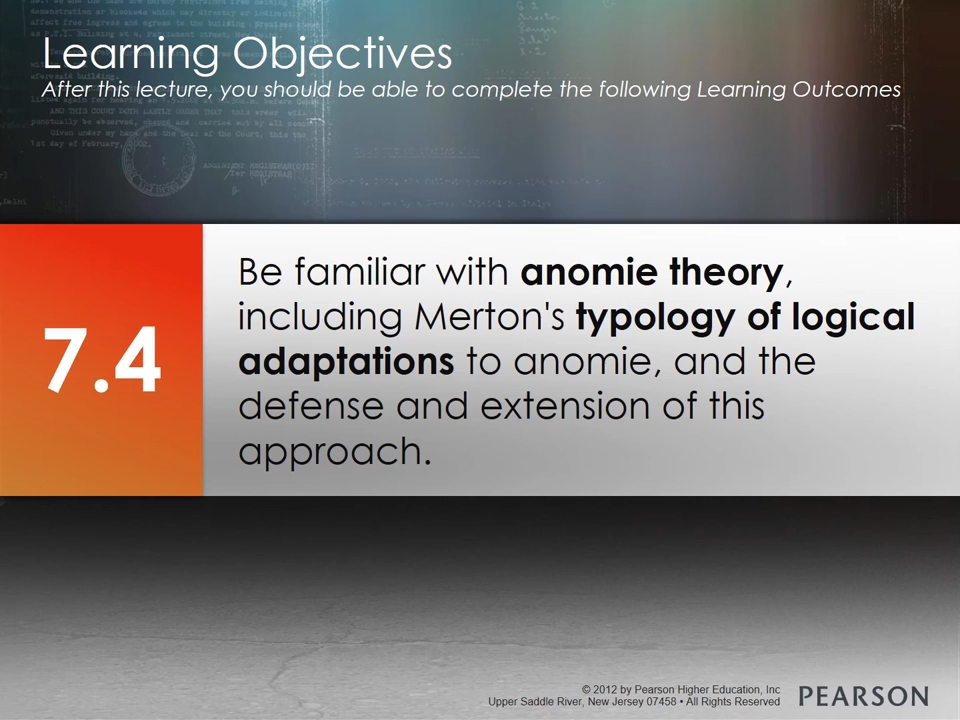 Learning Objectives
After this lecture, you should be able to complete the following Learning Outcomes
7.4
Be familiar with anomie theory,
including Merton's typology of logical
adaptations to anomie, and the
defense and extension of this
approach.
© 2012 by Pearson Higher Education, Inc
Upper Saddle River, New Jersey 07458 • All Rights Reserved
PEARSON